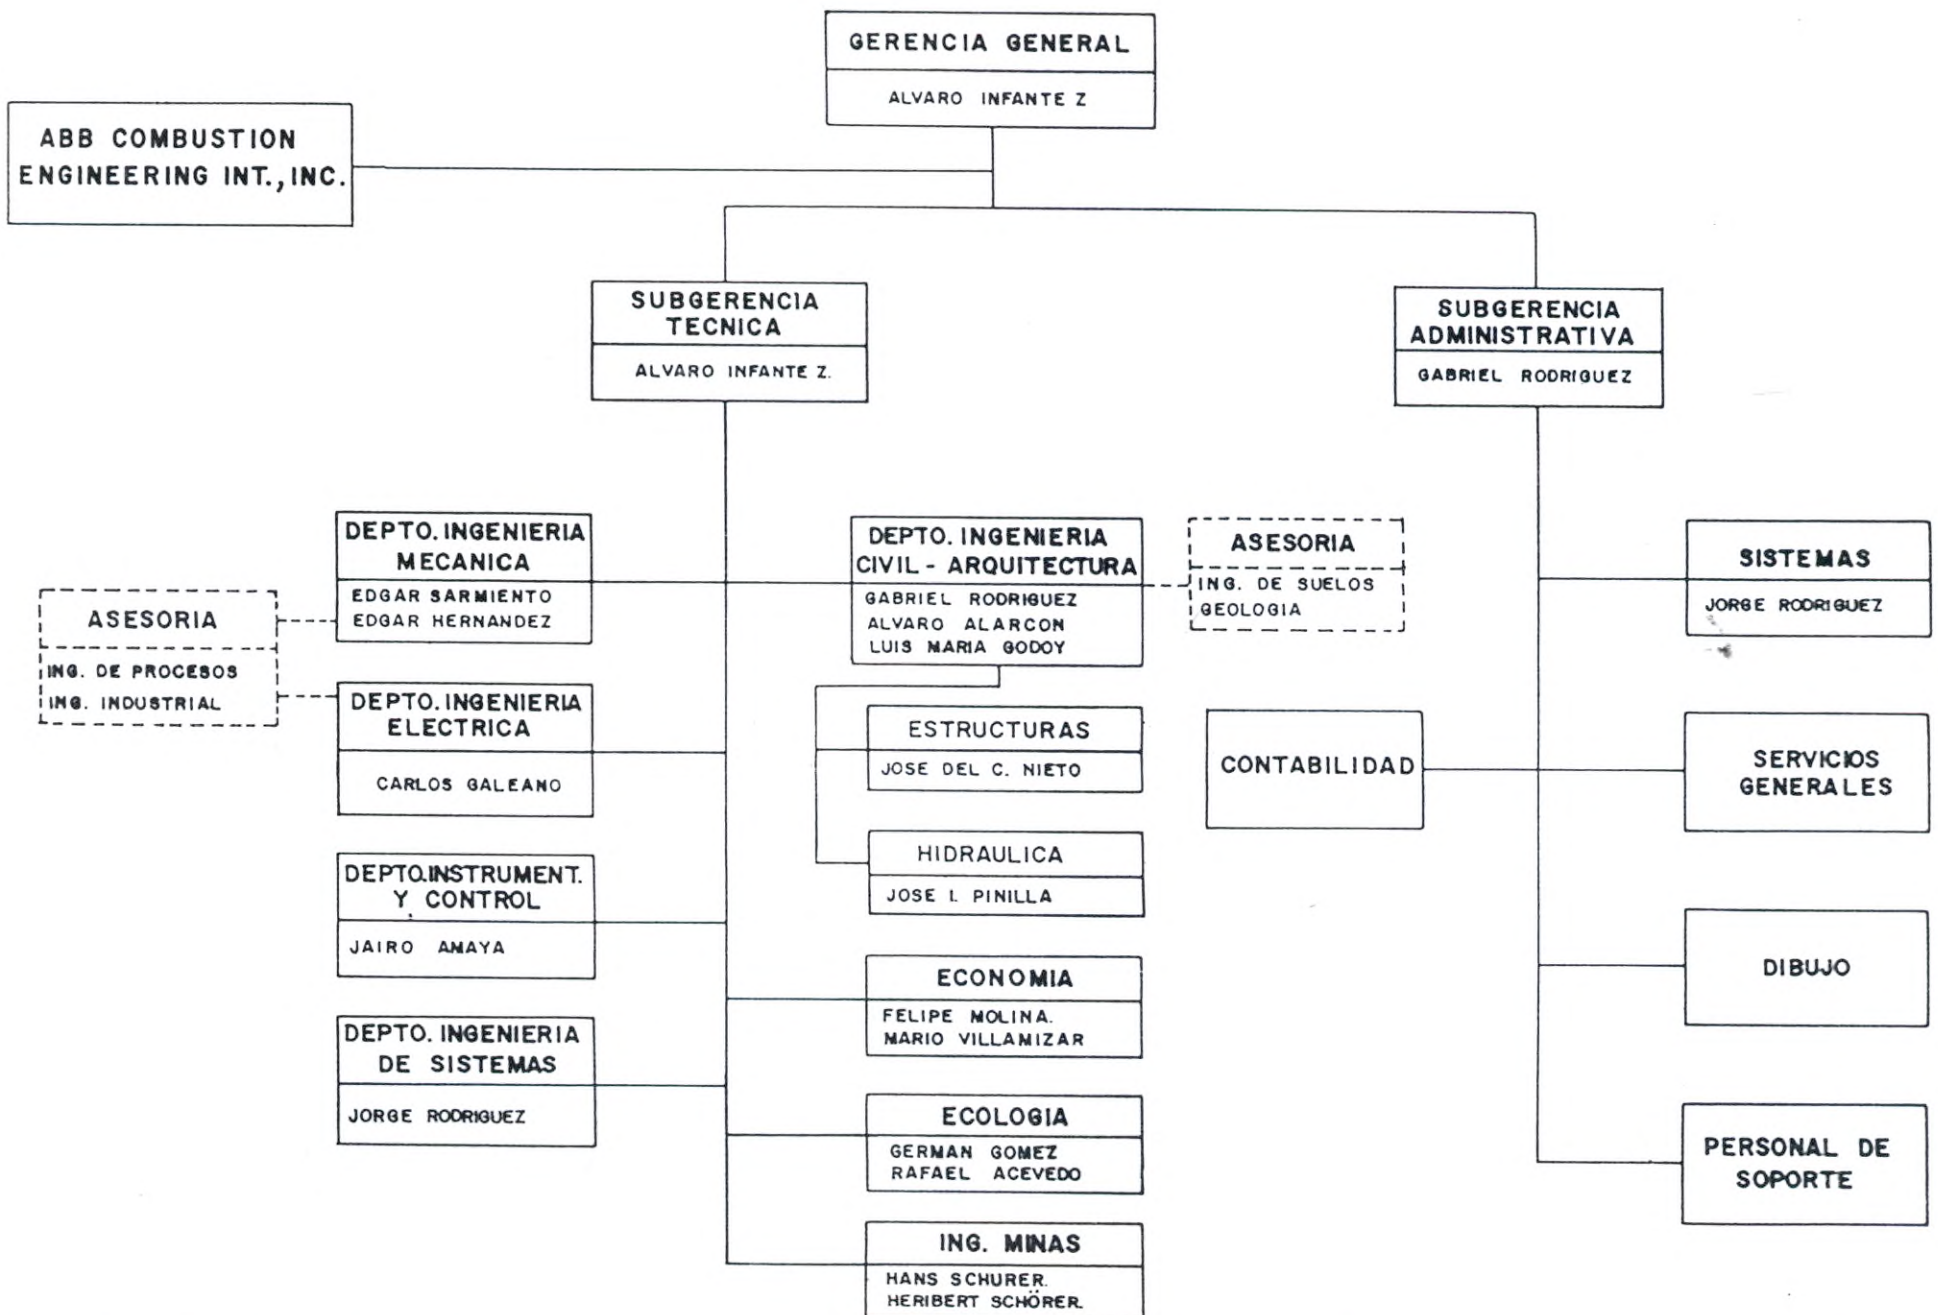 GERENCIA GENERAL
ALVARO INFANTE Z
ABB COMBUSTION
ENGINEERING INT., INC.
SUBGERENCIA
TECNICA
ALVARO INFANTE Z.
SUBGERENCIA
ADMINISTRATIVA
GABRIEL RODRIGUEZ
DEPTO. INGENIERIA
MECANICA
EDGAR SARMIENTO
EDGAR HERNANDEZ
ASESORIA
ING. DE PROCESOS
ING. INDUSTRIAL
DEPTO. INGENIERIA
ELECTRICA
CARLOS GALEANO
DEPTO. INSTRUMENT.
Y CONTROL
JAIRO AMAYA
DEPTO. INGENIERIA
DE SISTEMAS
JORGE RODRIGUEZ
DEPTO. INGENIERIA
CIVIL - ARQUITECTURA
GABRIEL RODRIGUEZ
ALVARO ALARCON
LUIS MARIA GODOY
ASESORIA
ING. DE SUELOS
GEOLOGIA
ESTRUCTURAS
JOSE DEL C. NIETO
HIDRAULICA
JOSE I. PINILLA
ECONOMIA
FELIPE MOLINA.
MARIO VILLAMIZAR
ECOLOGIA
GERMAN GOMEZ
RAFAEL ACEVEDO
ING. MINAS
HANS SCHURER.
HERIBERT SCHÖRER.
SISTEMAS
JORGE RODRIGUEZ
CONTABILIDAD
SERVICIOS
GENERALES
DIBUJO
PERSONAL DE
SOPORTE